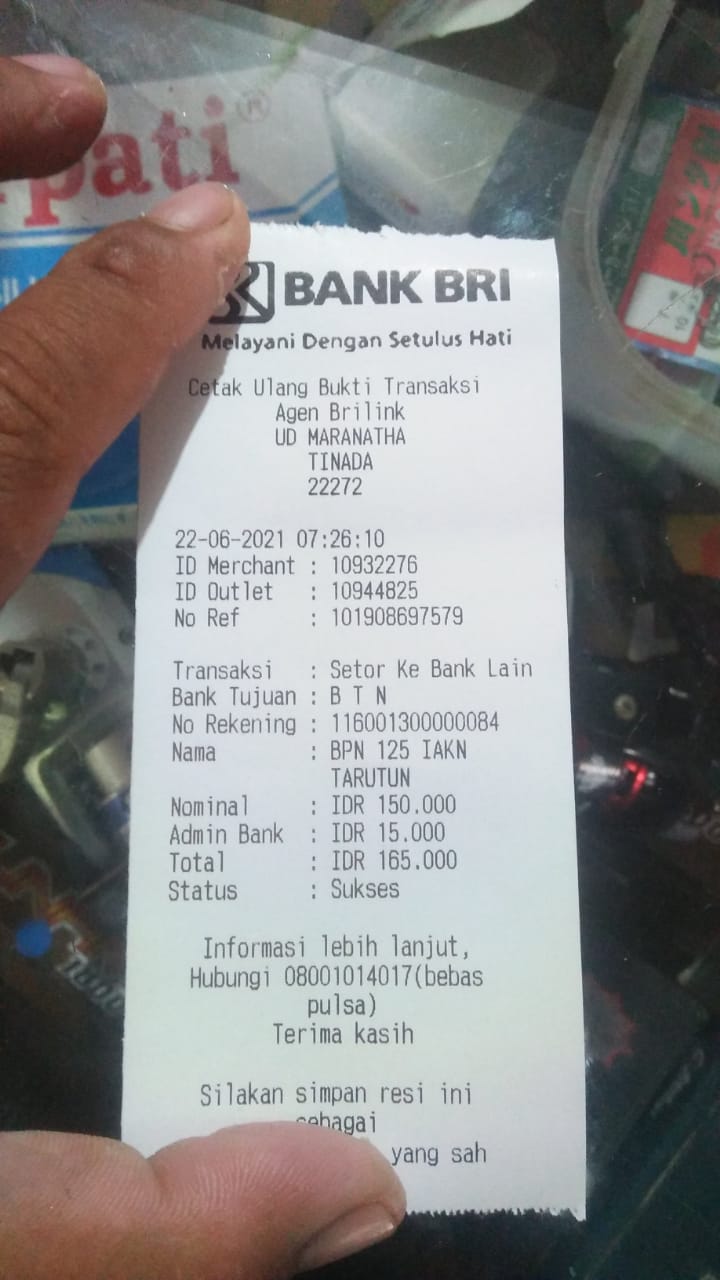 pati®
BANK BRI
Melayani Dengan Setulus Hati
Cetak Ulang Bukti Transaksi
Agen Brilink
UD MARANATHA
TINADA
22272
22-06-2021 07:26:10
ID Merchant : 10932276
ID Outlet : 10944825
No Ref : 101908697579
Transaksi : Setor Ke Bank Lain
Bank Tujuan : B T N
No Rekening : 116001300000084
Nama : BPN 125 IAKN
TARUTUN
Nominal : IDR 150.000
Admin Bank : IDR 15.000
Total : IDR 165.000
Status : Sukses
Informasi lebih lanjut,
Hubungi 08001014017(bebas
pulsa)
Terima kasih
Silakan simpan resi ini
sebagai
yang sah